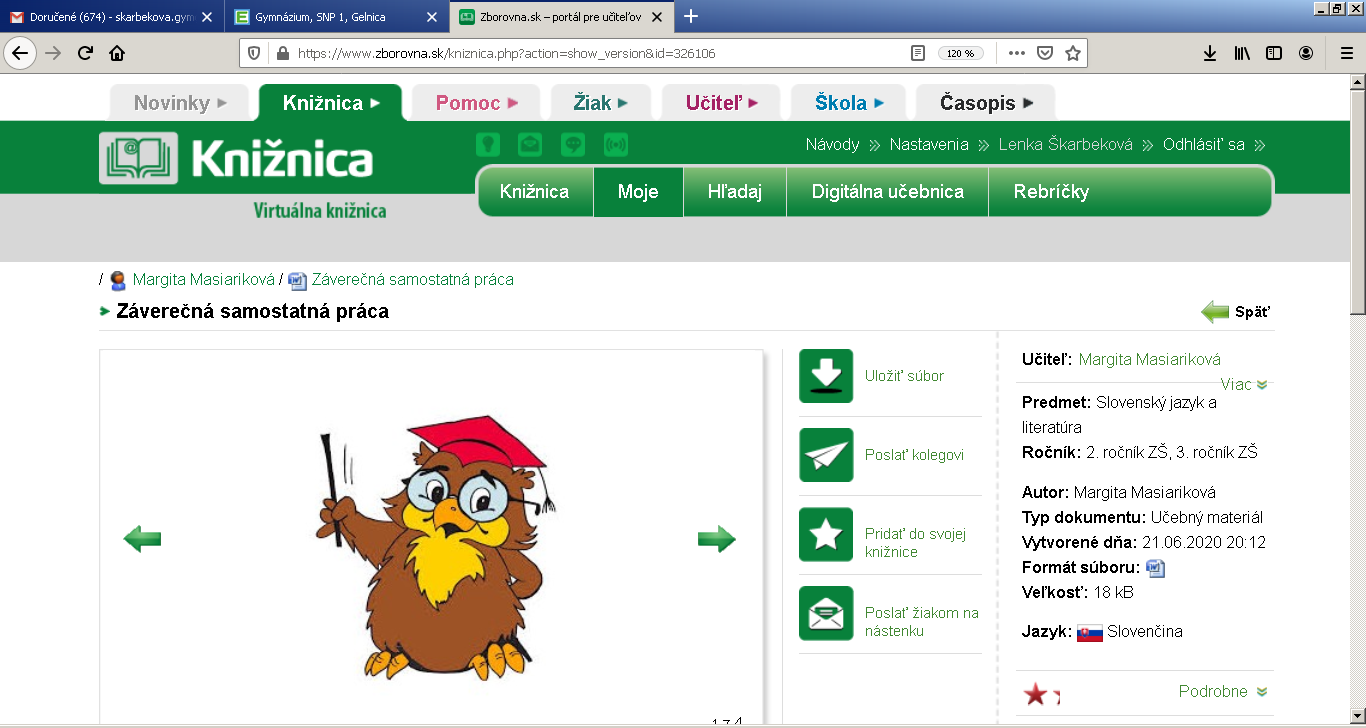 Doručené (674) - skarbekova.gym
Gymnázium, SNP 1, Gelnica
Zborovna.sk – portál pre učiteľov
https://www.zborovna.sk/kniznica.php?action=show_version&id=326106
120 %
Novinky
Knižnica
Pomoc
Žiak
Učiteľ
Škola
Časopis
Knižnica
Virtuálna knižnica
Návody
Nastavenia
Lenka Škarbeková
Odhlásiť sa
Knižnica
Moje
Hľadaj
Digitálna učebnica
Rebríčky
/ Margita Masiariková / Záverečná samostatná práca
Záverečná samostatná práca
Späť
Uložiť súbor
Poslať kolegovi
Pridať do svojej
knižnice
Poslať žiakom na
nástenku
Učiteľ: Margita Masiariková
Viac
Predmet: Slovenský jazyk a
literatúra
Ročník: 2. ročník ZŠ, 3. ročník ZŠ
Autor: Margita Masiariková
Typ dokumentu: Učebný materiál
Vytvorené dňa: 21.06.2020 20:12
Formát súboru:
Veľkosť: 18 kB
Jazyk: Slovenčina
Podrobne